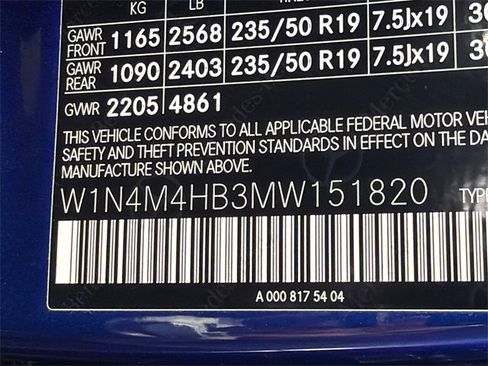 KG LB
GAWR FRONT 1165 2568 235/50 R19 7.5Jx19
GAWR REAR 1090 2403 235/50 R19 7.5Jx19
GVWR 2205 4861
THIS VEHICLE CONFORMS TO ALL APPLICABLE FEDERAL MOTOR
SAFETY AND THEFT PREVENTION STANDARDS IN EFFECT ON THE
MANUFACTURE SHOWN ABOVE.
W1N4M4HB3MW151820 TYPE
A 000 817 54 04